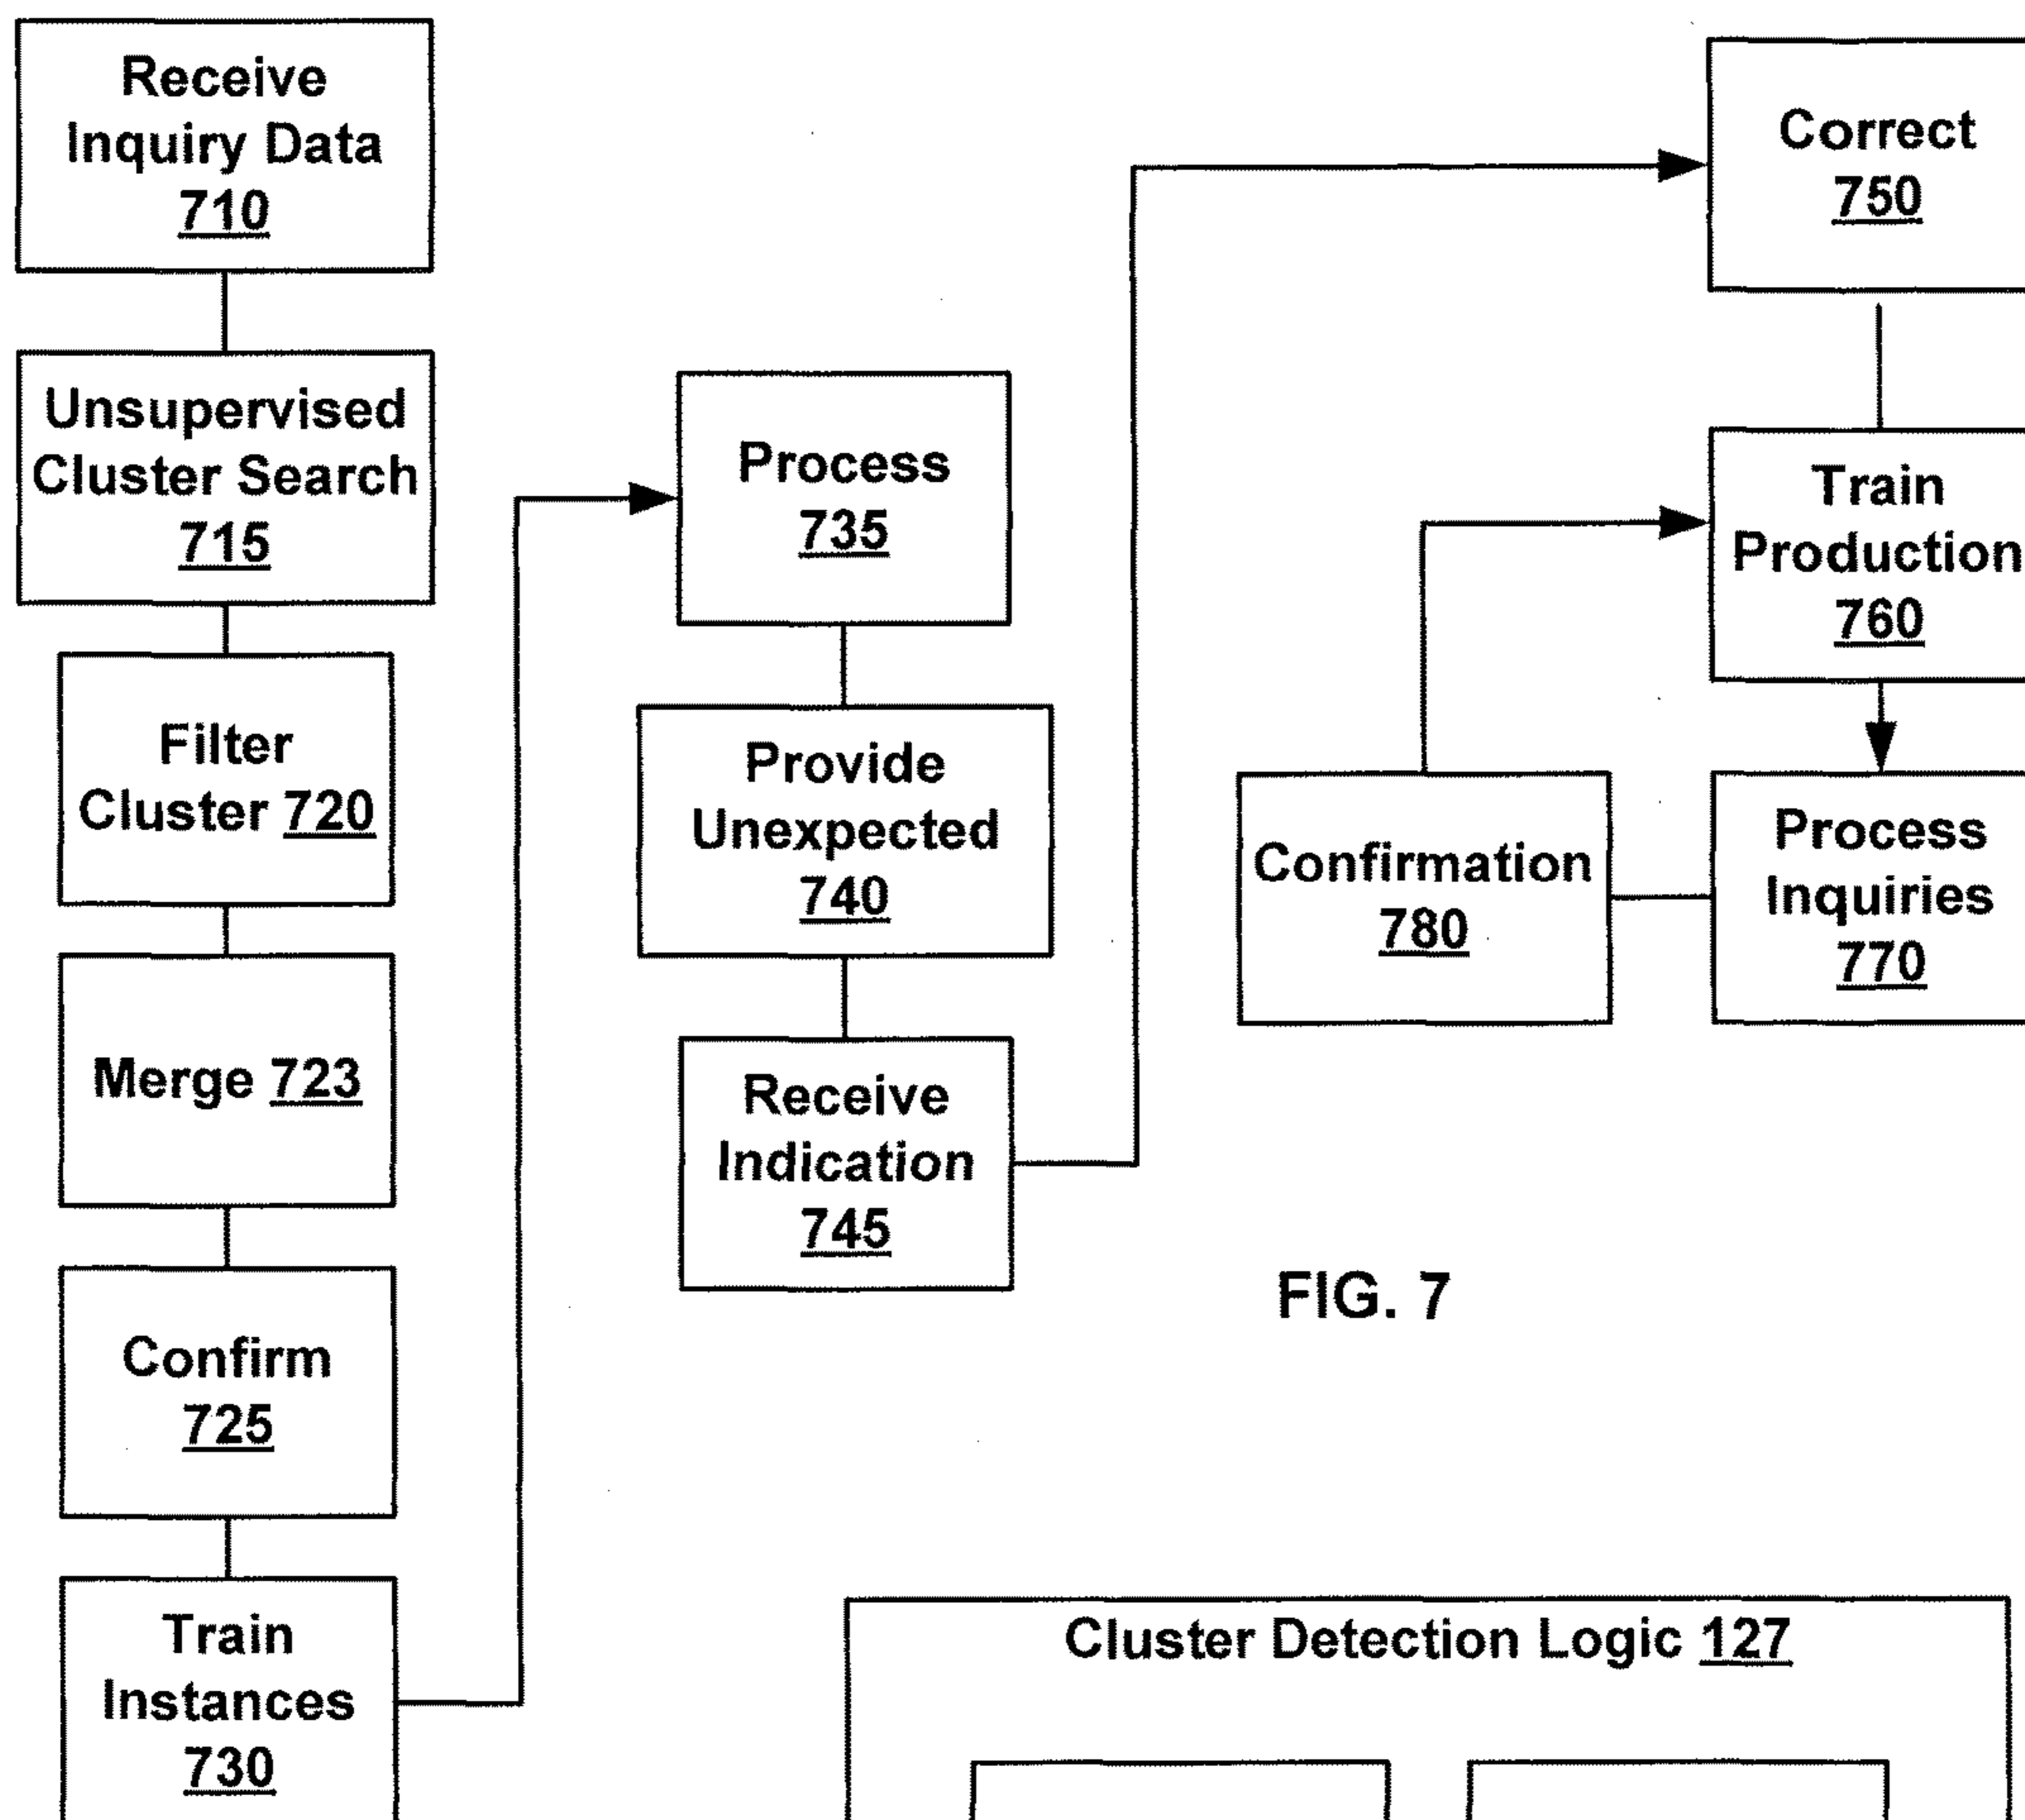 Receive
Inquiry Data
710
Unsupervised
Cluster Search
715
Filter
Cluster 720
Merge 723
Confirm
725
Train
Instances
730
Process
735
Provide
Unexpected
740
Receive
Indication
745
Correct
750
Train
Production
760
Process
Inquiries
770
Confirmation
780
FIG. 7
Cluster Detection Logic 127